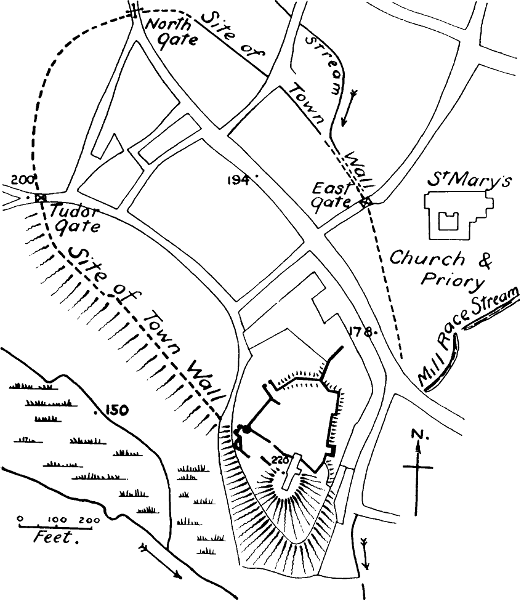 North
Gate
Site of
Stream
Town
Wall
200
Tudor
Gate
194
East
Gate
St Mary's
Church &
Priory
Mill Race Stream
Site of Town Wall
178
150
220
N.
0 100 200
Feet.